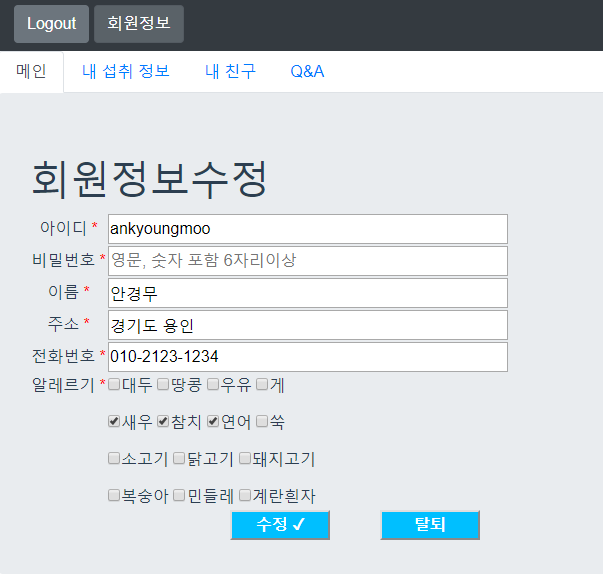 Logout 회원정보
메인 내 섭취 정보 내 친구 Q&A
회원정보수정
아이디 * ankyoungmoo
비밀번호 * 영문, 숫자 포함 6자리이상
이름 * 안경무
주소 * 경기도 용인
전화번호 * 010-2123-1234
알레르기 * 대두 땅콩 우유 게
새우 참치 연어 쑥
소고기 닭고기 돼지고기
복숭아 민들레 계란흰자
수정 ✔ 탈퇴